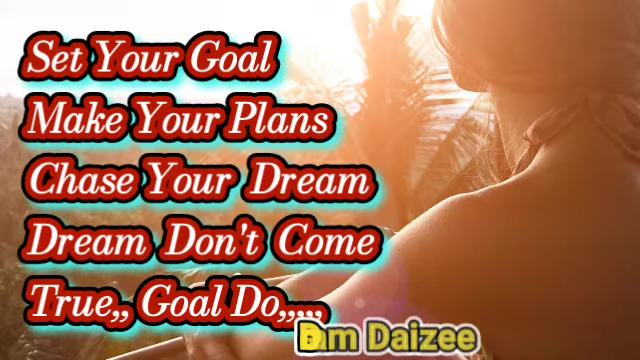 Set Your Goal
Make Your Plans
Chase Your Dream
Dream Don't Come
True,, Goal Do,,,,,
Daizee